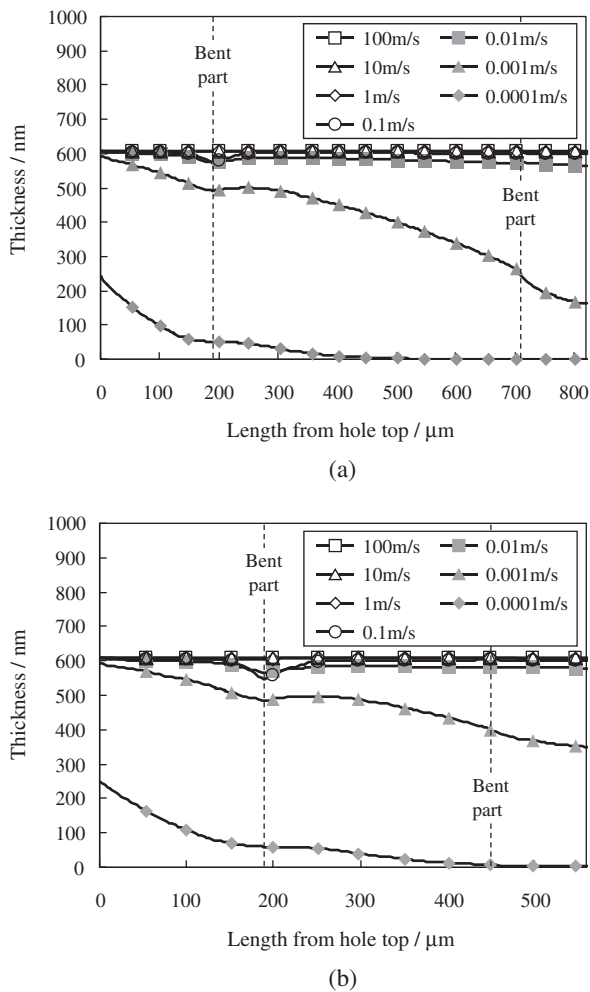 1000
900
800
700
600
500
400
300
200
100
0
Thickness / nm
Bent
part
100m/s
10m/s
1m/s
0.1m/s
0.01m/s
0.001m/s
0.0001m/s
Bent
part
0 100 200 300 400 500 600 700 800
Length from hole top / μm
(a)
1000
900
800
700
600
500
400
300
200
100
0
Thickness / nm
Bent
part
100m/s
10m/s
1m/s
0.1m/s
0.01m/s
0.001m/s
0.0001m/s
Bent
part
0 100 200 300 400 500
Length from hole top / μm
(b)